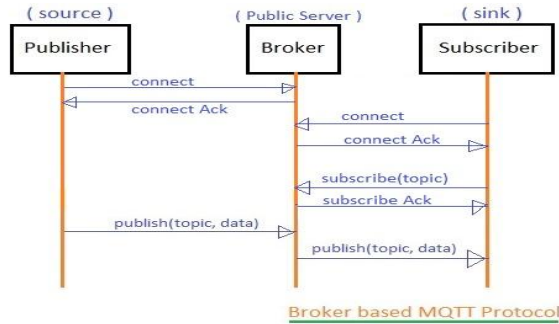 ( source )
( Public Server )
( sink )
Publisher
Broker
Subscriber
connect
connect Ack
connect
connect Ack
subscribe(topic)
subscribe Ack
publish(topic, data)
publish(topic, data)
Broker based MQTT Protocol